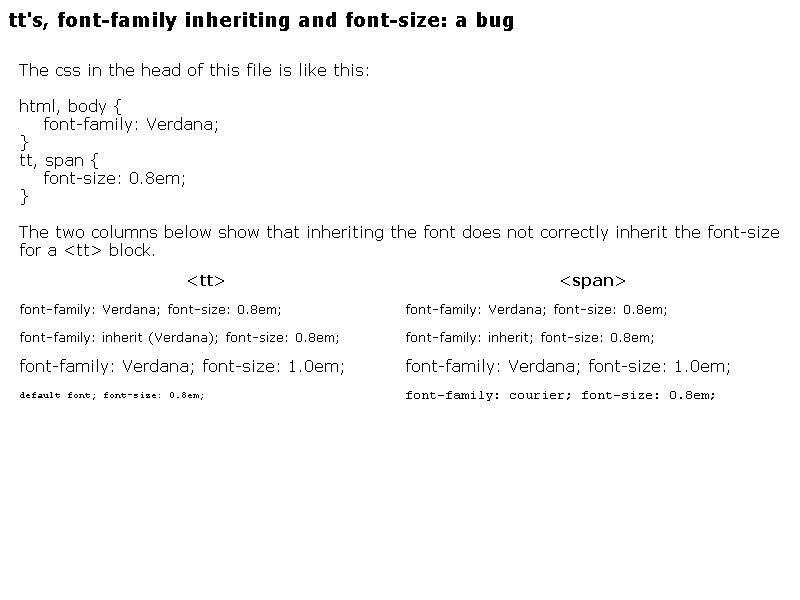 tt's, font-family inheriting and font-size: a bug
The css in the head of this file is like this:
html, body {
font-family: Verdana;
}
tt, span {
font-size: 0.8em;
}
The two columns below show that inheriting the font does not correctly inherit the font-size
for a <tt> block.
<tt> <span>
font-family: Verdana; font-size: 0.8em; font-family: Verdana; font-size: 0.8em;
font-family: inherit (Verdana); font-size: 0.8em; font-family: inherit; font-size: 0.8em;
font-family: Verdana; font-size: 1.0em; font-family: Verdana; font-size: 1.0em;
default font; font-size: 0.8em; font-family: courier; font-size: 0.8em;